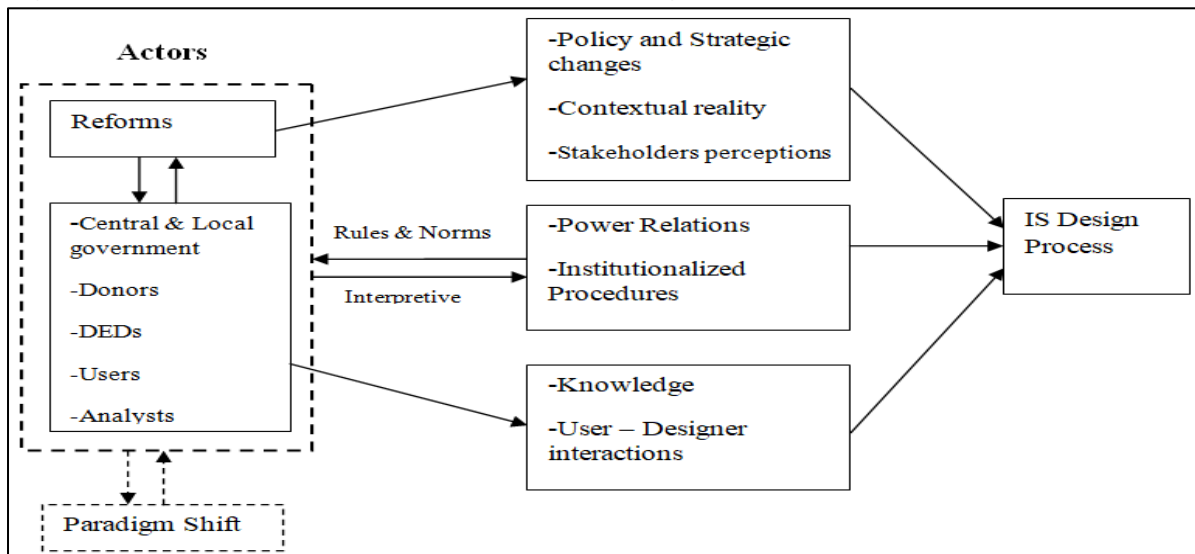 Actors
Reforms
-Central & Local
government
-Donors
-DEDs
-Users
-Analysts
Paradigm Shift
Rules & Norms
Interpretive
-Policy and Strategic
changes
-Contextual reality
-Stakeholders perceptions
-Power Relations
-Institutionalized
Procedures
-Knowledge
-User – Designer
interactions
IS Design
Process